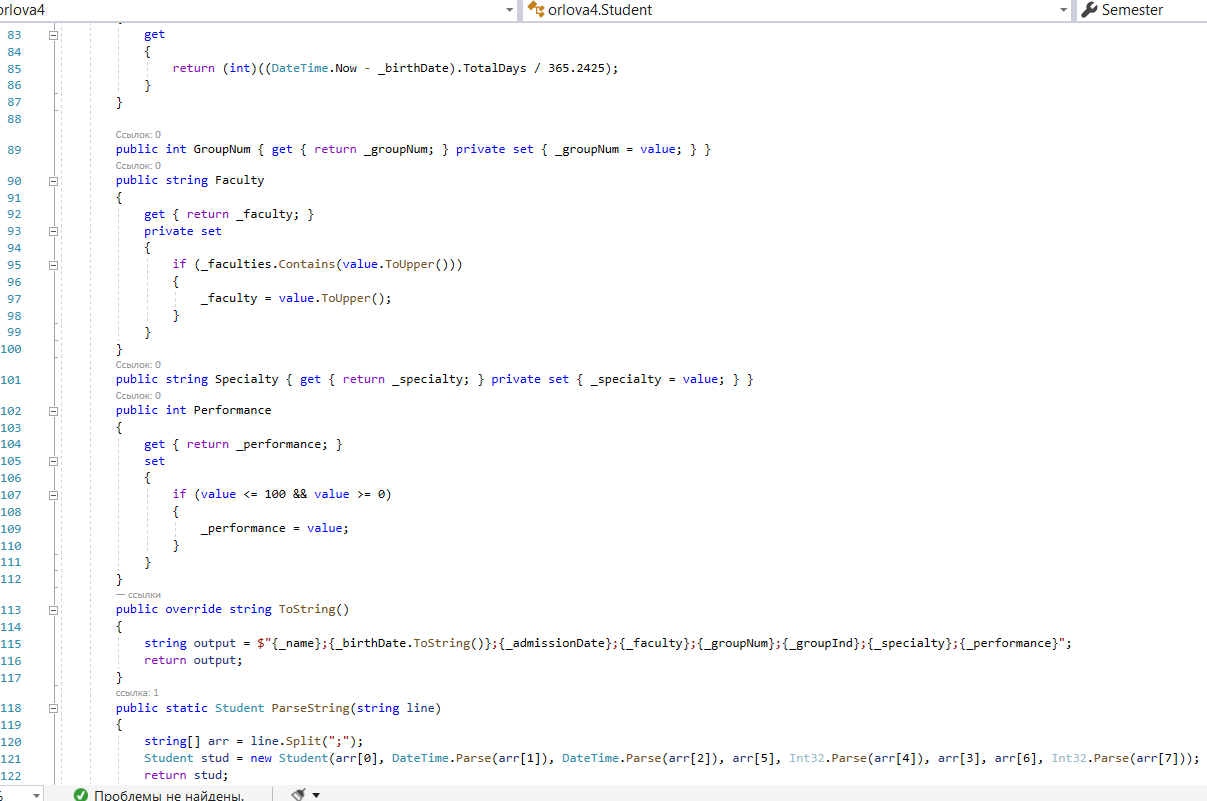 orlova4 orlova4.Student Semester
83 get
84 {
85 return (int)((DateTime.Now - _birthDate).TotalDays / 365.2425);
86 }
87 }
88
Ссылок: 0
89 public int GroupNum { get { return _groupNum; } private set { _groupNum = value; } }
Ссылок: 0
90 public string Faculty
91 {
92 get { return _faculty; }
93 private set
94 {
95 if (_faculties.Contains(value.ToUpper()))
96 {
97 _faculty = value.ToUpper();
98 }
99 }
100 }
Ссылок: 0
101 public string Specialty { get { return _specialty; } private set { _specialty = value; } }
Ссылок: 0
102 public int Performance
103 {
104 get { return _performance; }
105 set
106 {
107 if (value <= 100 && value >= 0)
108 {
109 _performance = value;
110 }
111 }
112 }
— ссылки
113 public override string ToString()
114 {
115 string output = $"{_name};{_birthDate.ToString()};{_admissionDate};{_faculty};{_groupNum};{_groupInd};{_specialty};{_performance}";
116 return output;
117 }
ссылка: 1
118 public static Student ParseString(string line)
119 {
120 string[] arr = line.Split(";");
121 Student stud = new Student(arr[0], DateTime.Parse(arr[1]), DateTime.Parse(arr[2]), arr[5], Int32.Parse(arr[4]), arr[3], arr[6], Int32.Parse(arr[7]));
122 return stud;
% Проблемы не найдены.